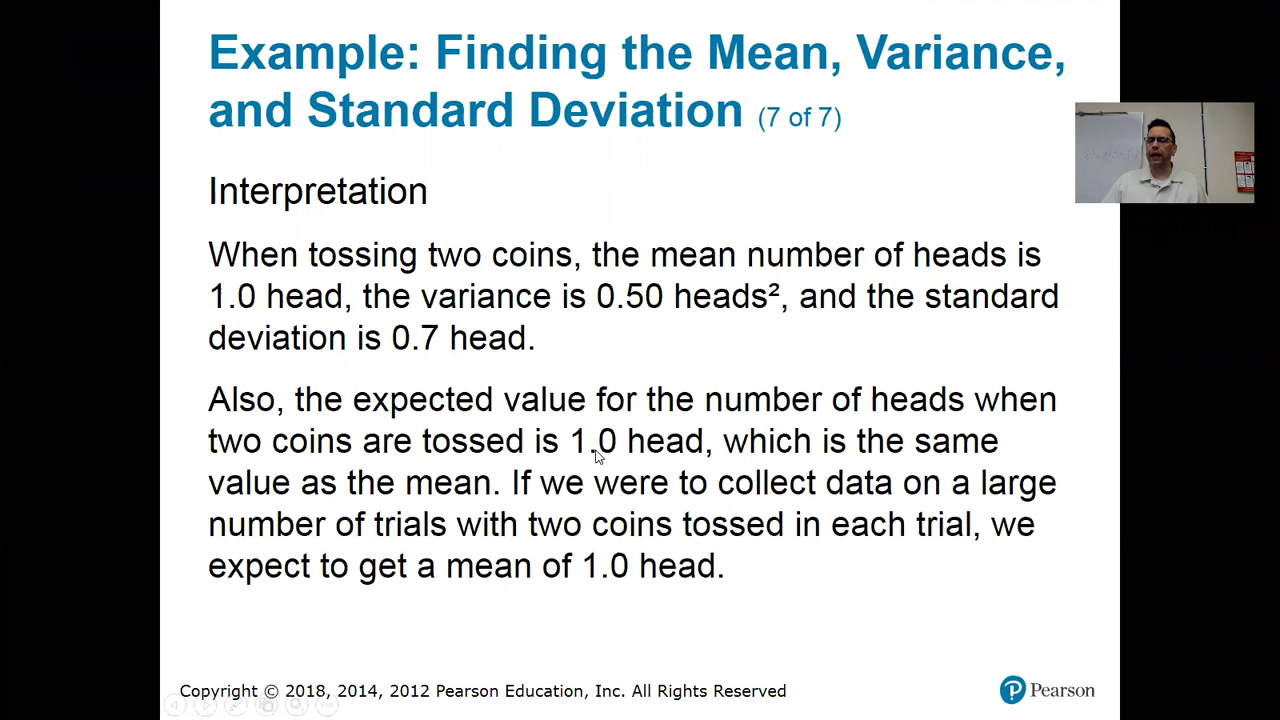 Example: Finding the Mean, Variance,
and Standard Deviation (7 of 7)
Interpretation
When tossing two coins, the mean number of heads is
1.0 head, the variance is 0.50 heads², and the standard
deviation is 0.7 head.
Also, the expected value for the number of heads when
two coins are tossed is 1.0 head, which is the same
value as the mean. If we were to collect data on a large
number of trials with two coins tossed in each trial, we
expect to get a mean of 1.0 head.
Copyright © 2018, 2014, 2012 Pearson Education, Inc. All Rights Reserved
Pearson